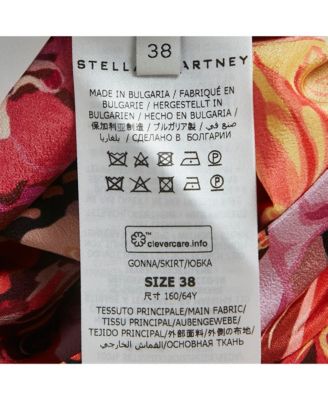 38
STELLA McCARTNEY
MADE IN BULGARIA / FABRIQUÉ EN
BULGARIE / HERGESTELLT IN
BULGARIEN / HECHO EN BULGARIA /
保加利亚制造 / ブルガリア製 / صنع في
بلغاريا / СДЕЛАНО В БОЛГАРИИ
clevercare.info
GONNA/SKIRT/ЮБКА
SIZE 38
尺寸 160/64Y
TESSUTO PRINCIPALE/MAIN FABRIC/
TISSU PRINCIPAL/AUßENGEWEBE/
TEJIDO PRINCIPAL/外部面料/外側の布地/
القماش الخارجي/ОСНОВНАЯ ТКАНЬ